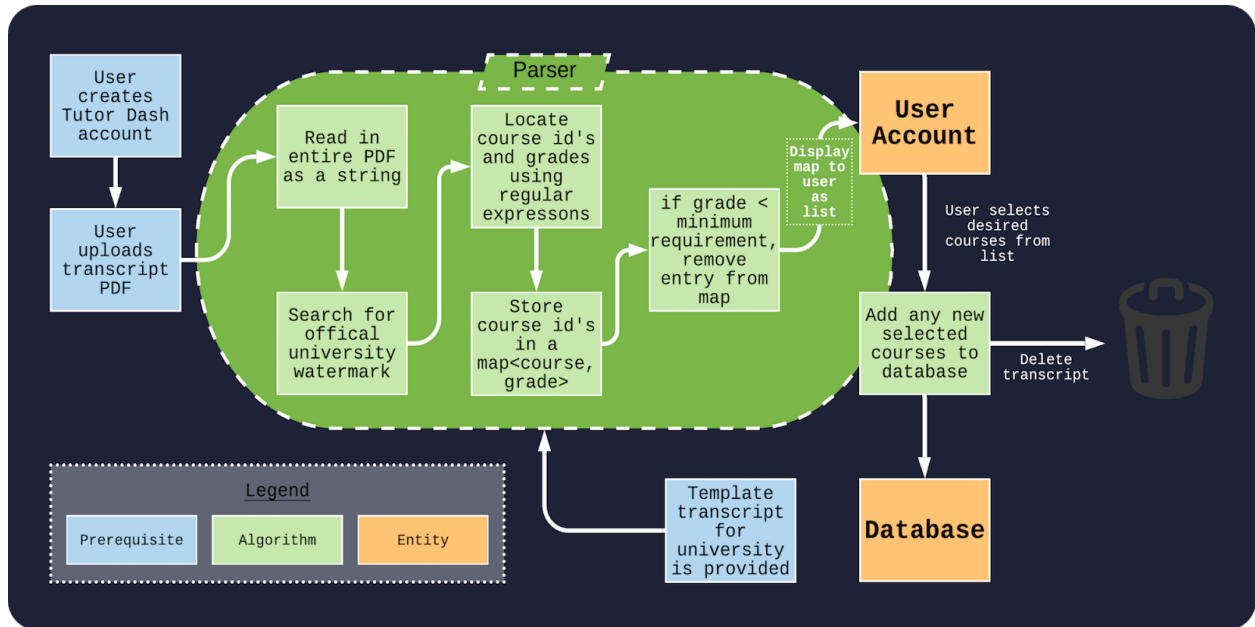 User
creates
Tutor Dash
account
User
uploads
transcript
PDF
Parser
Read in
entire PDF
as a string
Search for
offical
university
watermark
Locate
course id's
and grades
using
regular
expressons
Store
course id's
in a
map<course,
grade>
if grade <
minimum
requirement,
remove
entry from
map
Display
map to
user
as
list
User
Account
User selects
desired
courses from
list
Add any new
selected
courses to
database
Delete
transcript
Database
Template
transcript
for
university
is provided
Legend
Prerequisite
Algorithm
Entity